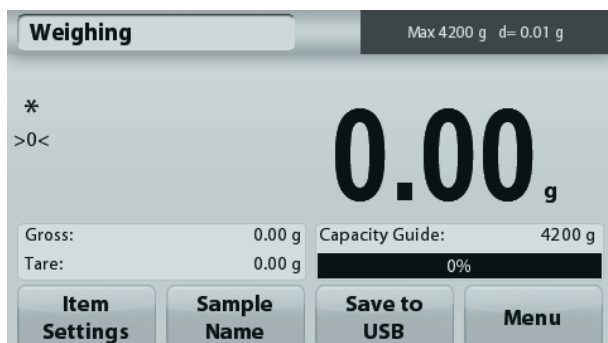 Weighing
Max 4200 g d= 0.01 g
*
>0<
0.00 g
Gross: 0.00 g
Tare: 0.00 g
Capacity Guide: 4200 g
0%
Item Settings
Sample Name
Save to USB
Menu